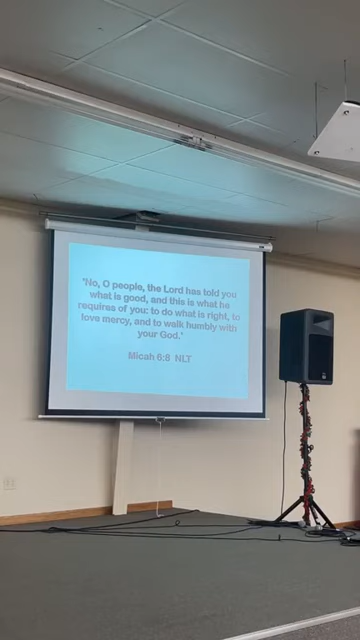 "No, O people, the Lord has told you
what is good, and this is what he
requires of you: to do what is right, to
love mercy, and to walk humbly with
your God."
Micah 6:8 NLT